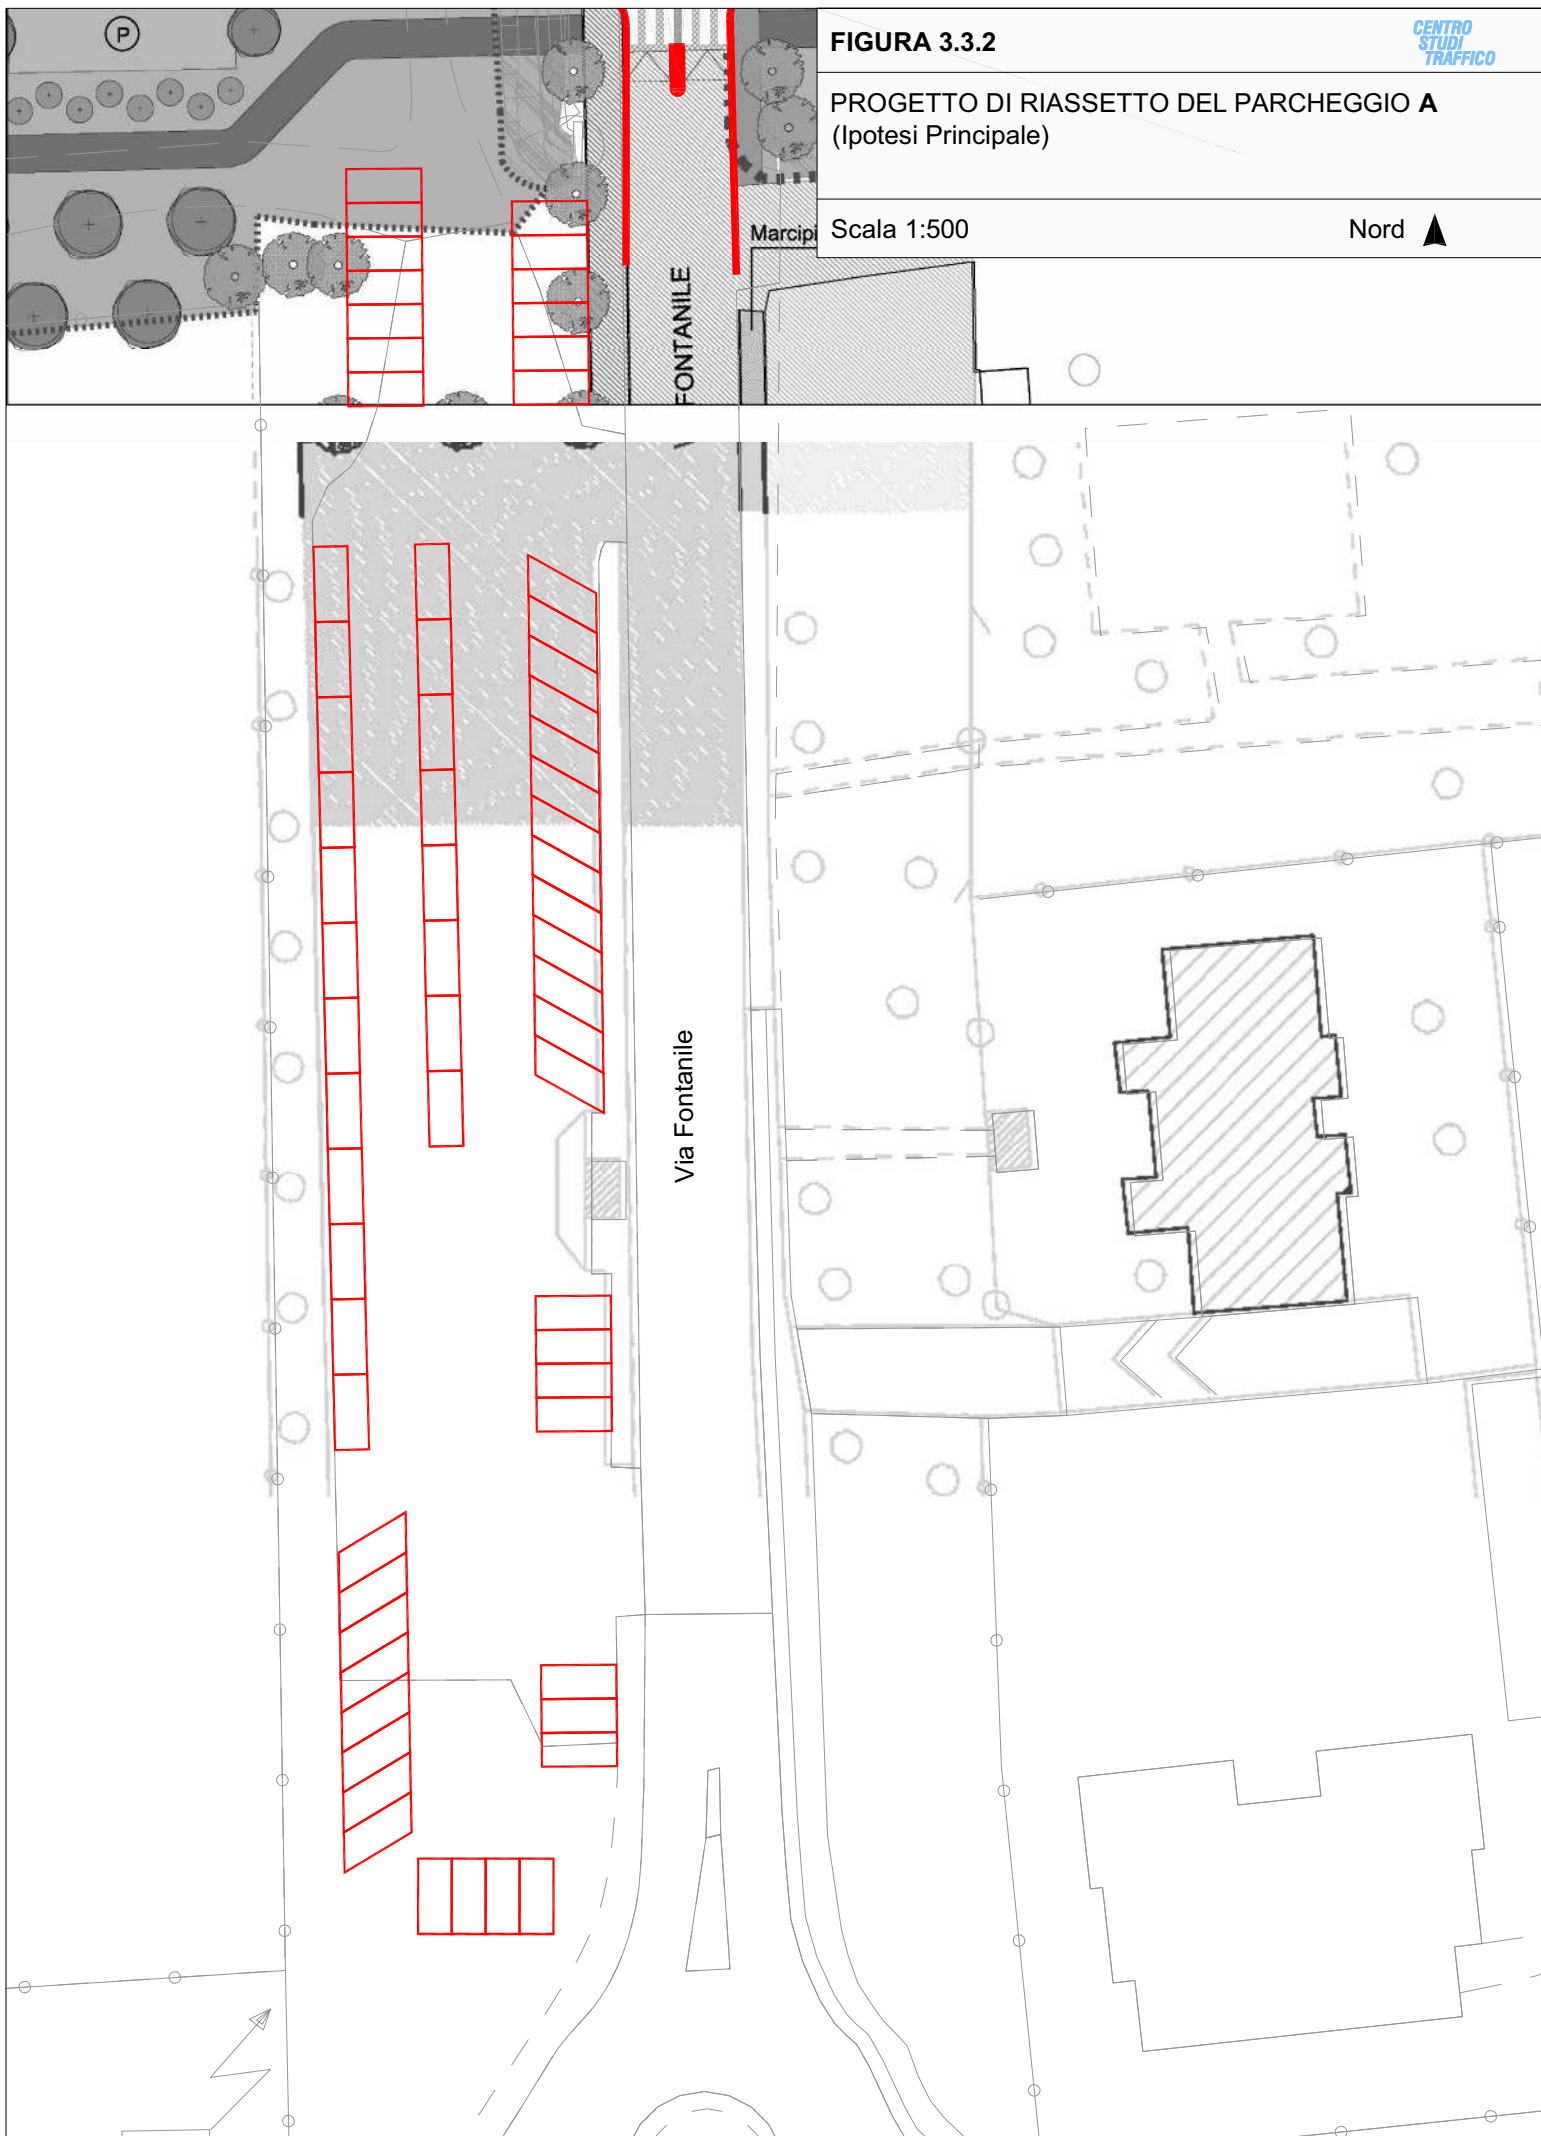 P
FIGURA 3.3.2
CENTRO
STUDI
TRAFFICO
PROGETTO DI RIASSETTO DEL PARCHEGGIO A
(Ipotesi Principale)
Scala 1:500
Nord
Marcipi
FONTANILE
Via Fontanile